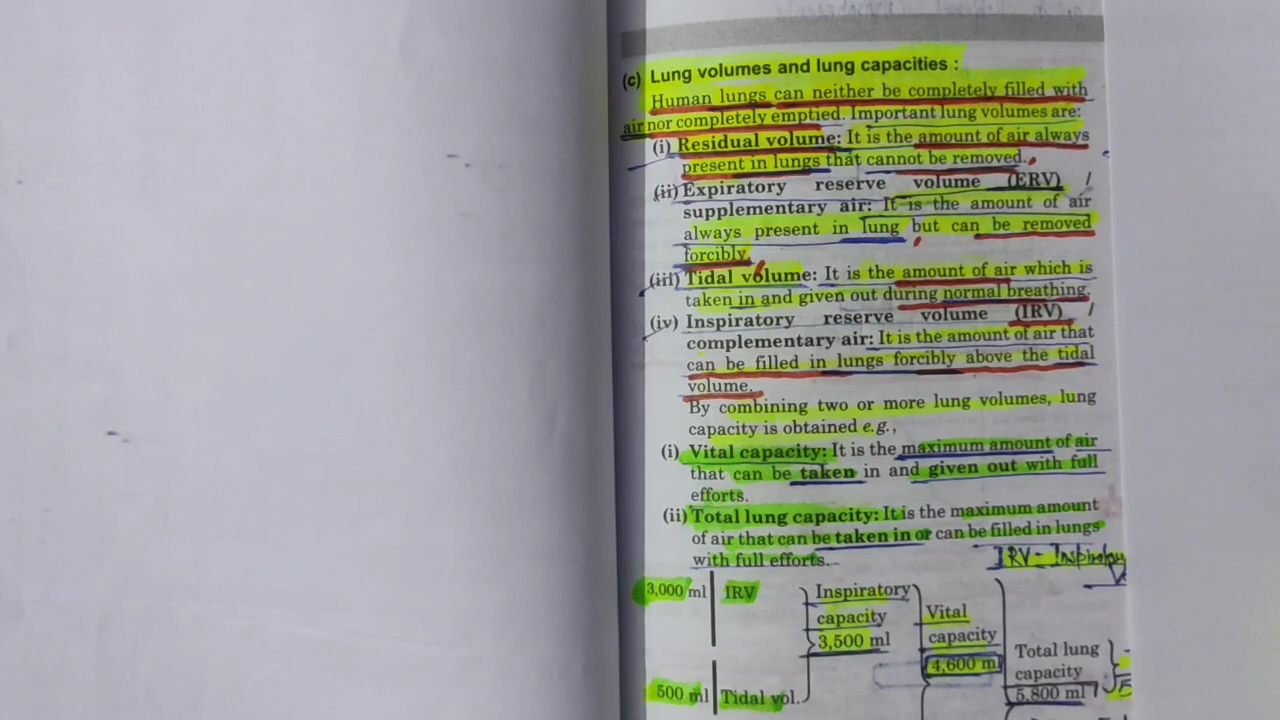 (c) Lung volumes and lung capacities :
Human lungs can neither be completely filled with
air nor completely emptied. Important lung volumes are:
(i) Residual volume: It is the amount of air always
present in lungs that cannot be removed.
(ii) Expiratory reserve volume (ERV) /
supplementary air: It is the amount of air
always present in lung but can be removed
forcibly.
(iii) Tidal volume: It is the amount of air which is
taken in and given out during normal breathing.
(iv) Inspiratory reserve volume (IRV) /
complementary air: It is the amount of air that
can be filled in lungs forcibly above the tidal
volume.
By combining two or more lung volumes, lung
capacity is obtained e.g.,
(i) Vital capacity: It is the maximum amount of air
that can be taken in and given out with full
efforts.
(ii) Total lung capacity: It is the maximum amount
of air that can be taken in or can be filled in lungs
with full efforts.
IRV - Inspiratory
3,000 ml IRV
Inspiratory
capacity
3,500 ml
Vital
capacity
4,600 m
Total lung
capacity
5,800 ml
500 ml Tidal vol.